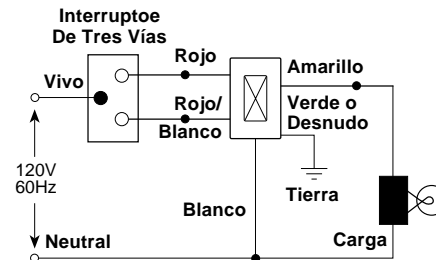 Interruptoe
De Tres Vías
Rojo
Amarillo
Vivo
Rojo/
Blanco
Verde o
Desnudo
120V
60Hz
Tierra
Blanco
Neutral
Carga